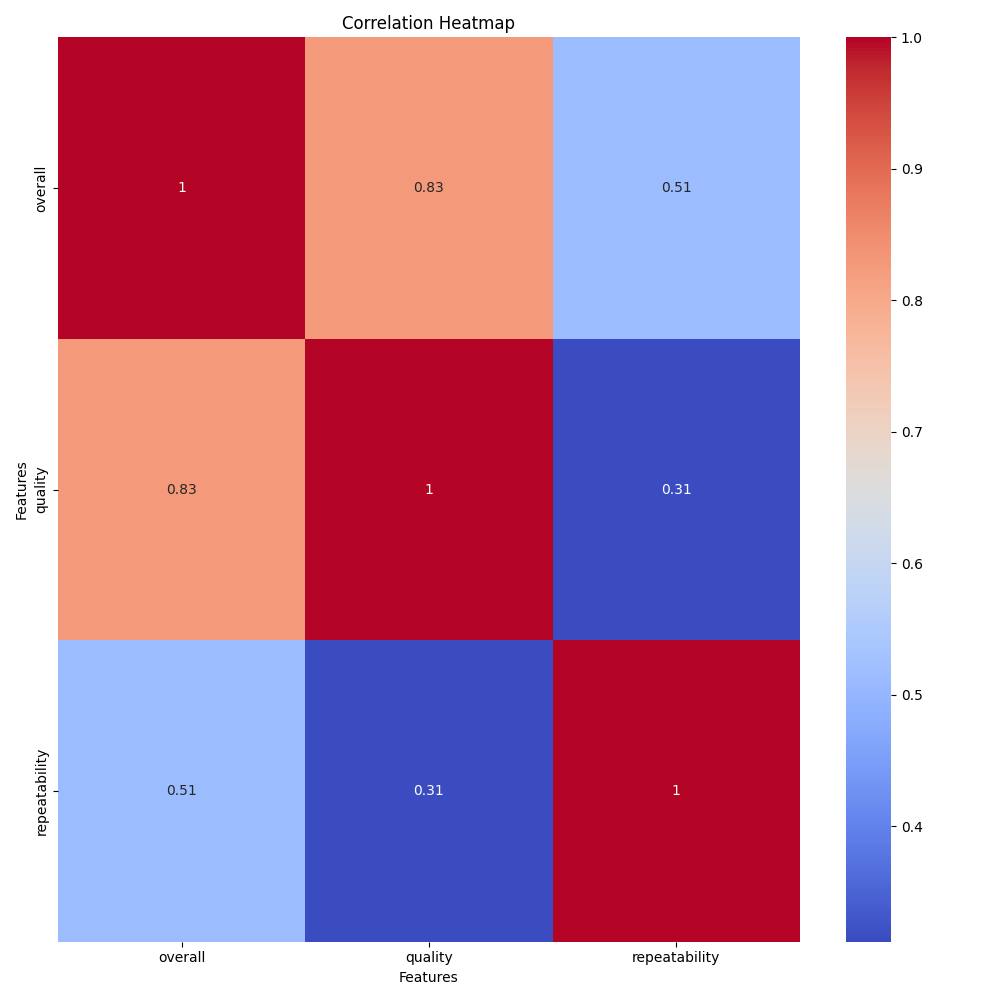 Correlation Heatmap
overall
quality
repeatability
Features
1
0.83
0.51
0.83
1
0.31
0.51
0.31
1
overall
quality
repeatability
Features
1.0
0.9
0.8
0.7
0.6
0.5
0.4